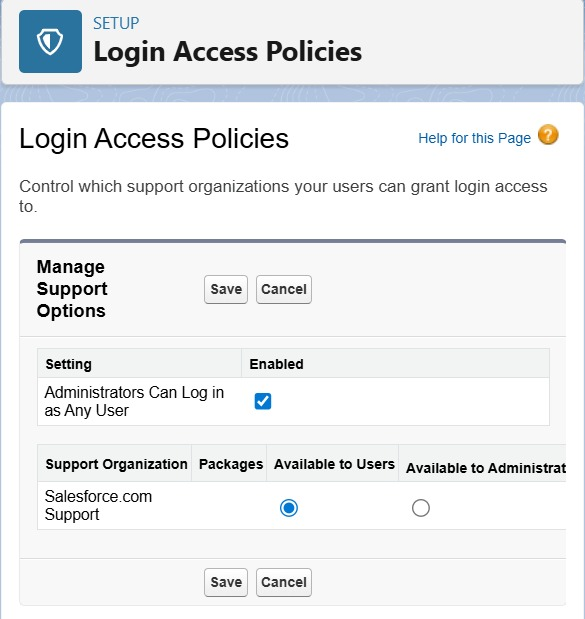 SETUP
Login Access Policies
Login Access Policies
Help for this Page ?
Control which support organizations your users can grant login access
to.
Manage
Support
Options
Save Cancel
Setting Enabled
Administrators Can Log in
as Any User
Support Organization Packages Available to Users Available to Administrat
Salesforce.com
Support
Save Cancel